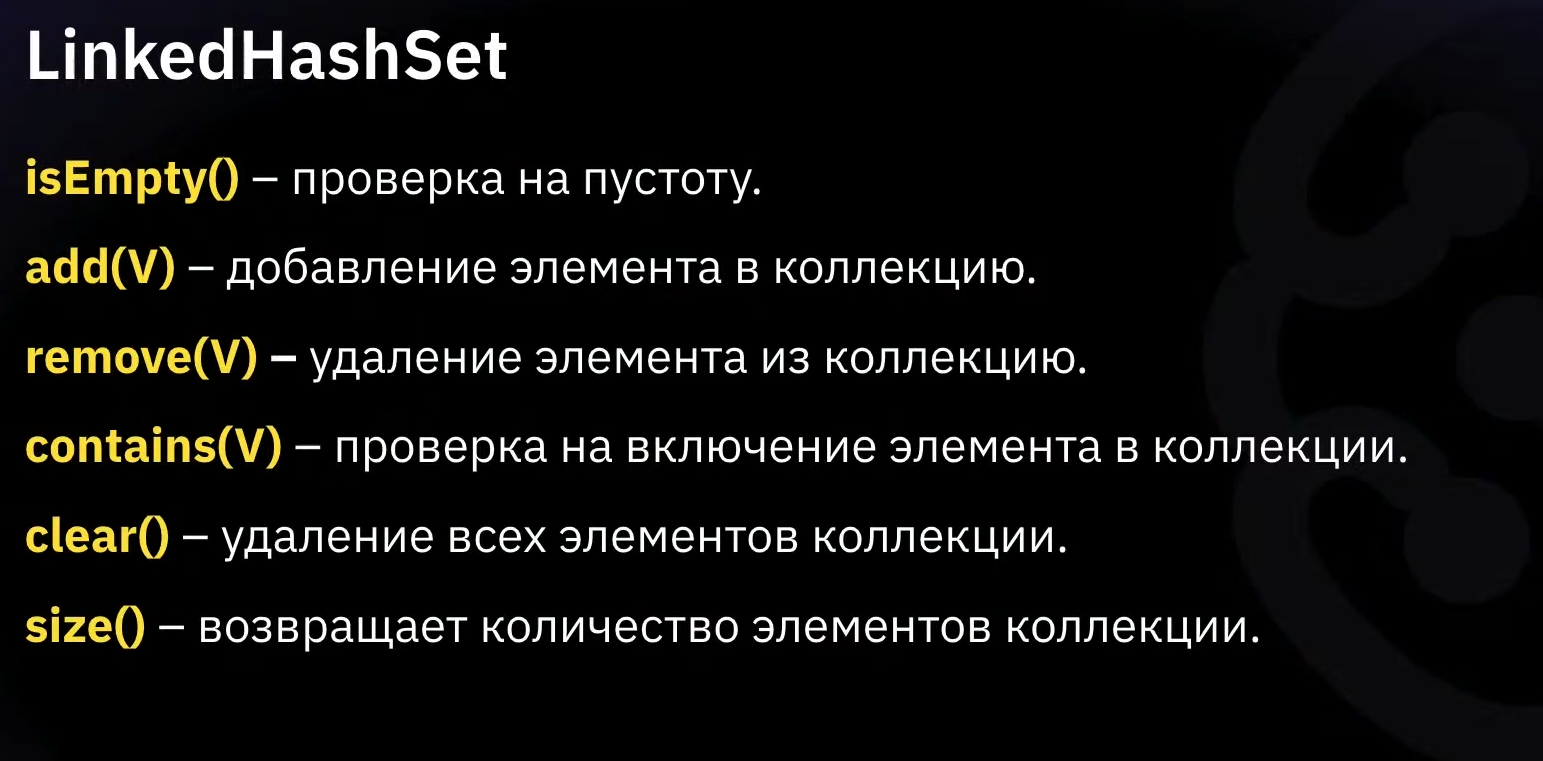 LinkedHashSet
isEmpty() – проверка на пустоту.
add(V) – добавление элемента в коллекцию.
remove(V) – удаление элемента из коллекцию.
contains(V) – проверка на включение элемента в коллекции.
clear() – удаление всех элементов коллекции.
size() – возвращает количество элементов коллекции.